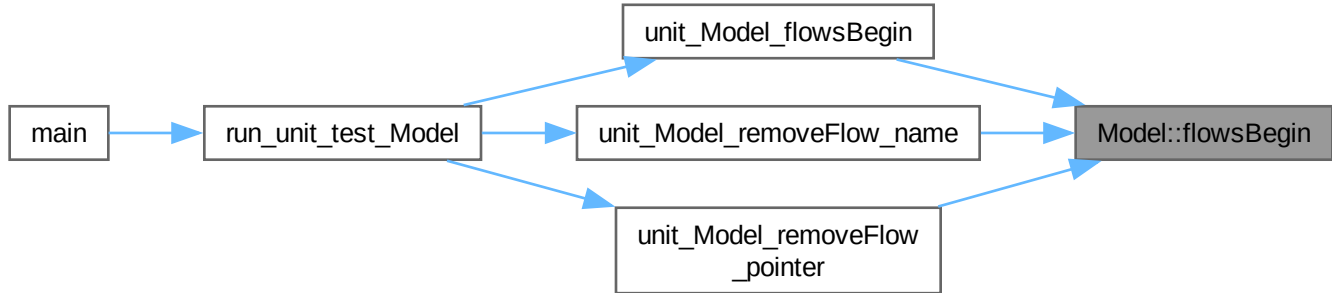 unit_Model_flowsBegin
main
run_unit_test_Model
unit_Model_removeFlow_name
Model::flowsBegin
unit_Model_removeFlow
_pointer